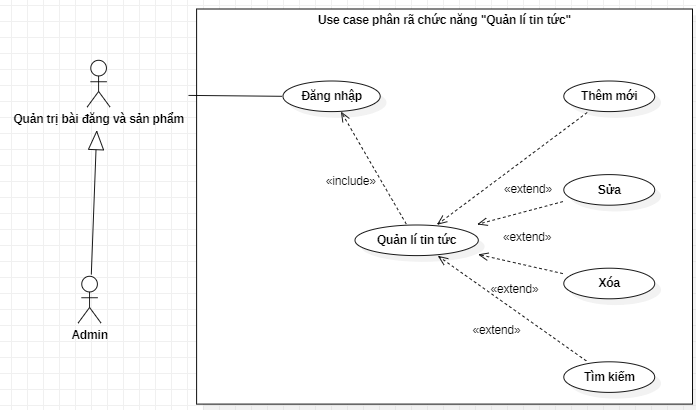 Use case phân rã chức năng "Quản lí tin tức"
Quản trị bài đăng và sản phẩm
Đăng nhập
Thêm mới
«include»
«extend»
Sửa
Quản lí tin tức
«extend»
Xóa
«extend»
Admin
«extend»
Tìm kiếm